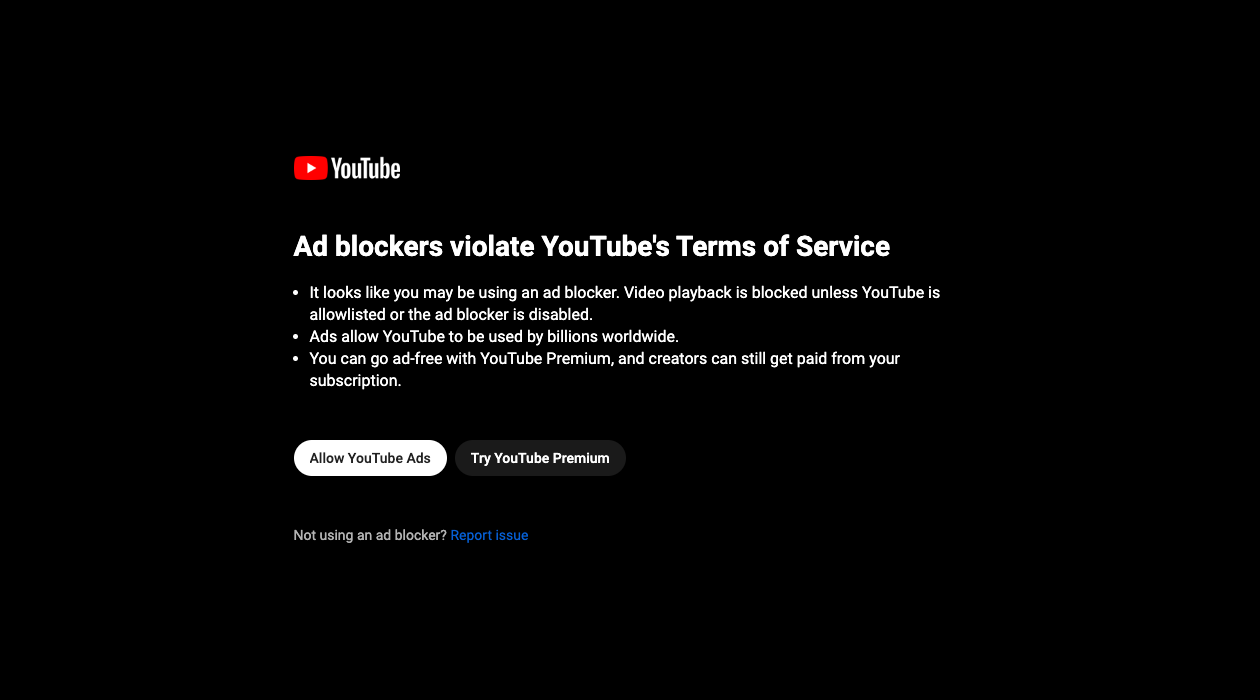 YouTube
Ad blockers violate YouTube's Terms of Service
• It looks like you may be using an ad blocker. Video playback is blocked unless YouTube is
allowlisted or the ad blocker is disabled.
• Ads allow YouTube to be used by billions worldwide.
• You can go ad-free with YouTube Premium, and creators can still get paid from your
subscription.
Allow YouTube Ads Try YouTube Premium
Not using an ad blocker? Report issue